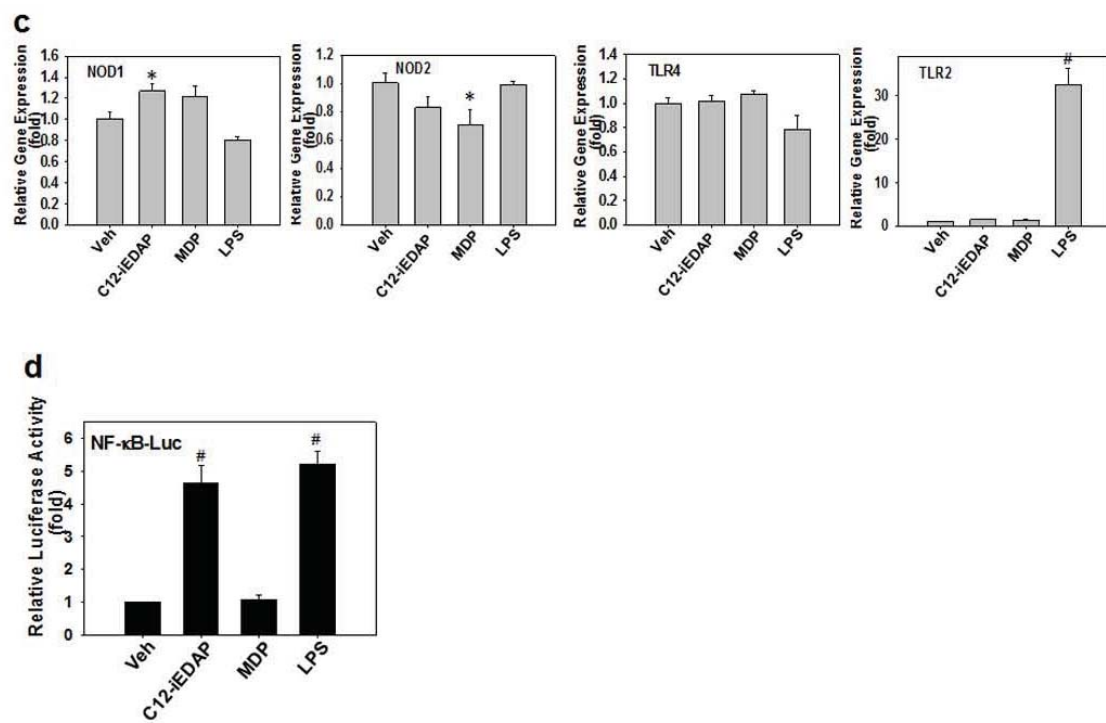 c
Relative Gene Expression
(fold)
1.6
1.4
1.2
1.0
0.8
0.6
0.4
0.2
0.0
NOD1
*
Veh
C12-iEDAP
MDP
LPS
Relative Gene Expression
(fold)
1.2
1.0
0.8
0.6
0.4
0.2
0.0
NOD2
*
Veh
C12-iEDAP
MDP
LPS
Relative Gene Expression
(fold)
1.4
1.2
1.0
0.8
0.6
0.4
0.2
0.0
TLR4
Veh
C12-iEDAP
MDP
LPS
Relative Gene Expression
(fold)
30
20
10
0
TLR2
#
Veh
C12-iEDAP
MDP
LPS
d
Relative Luciferase Activity
(fold)
6
5
4
3
2
1
0
NF-κB-Luc
#
#
Veh
C12-iEDAP
MDP
LPS